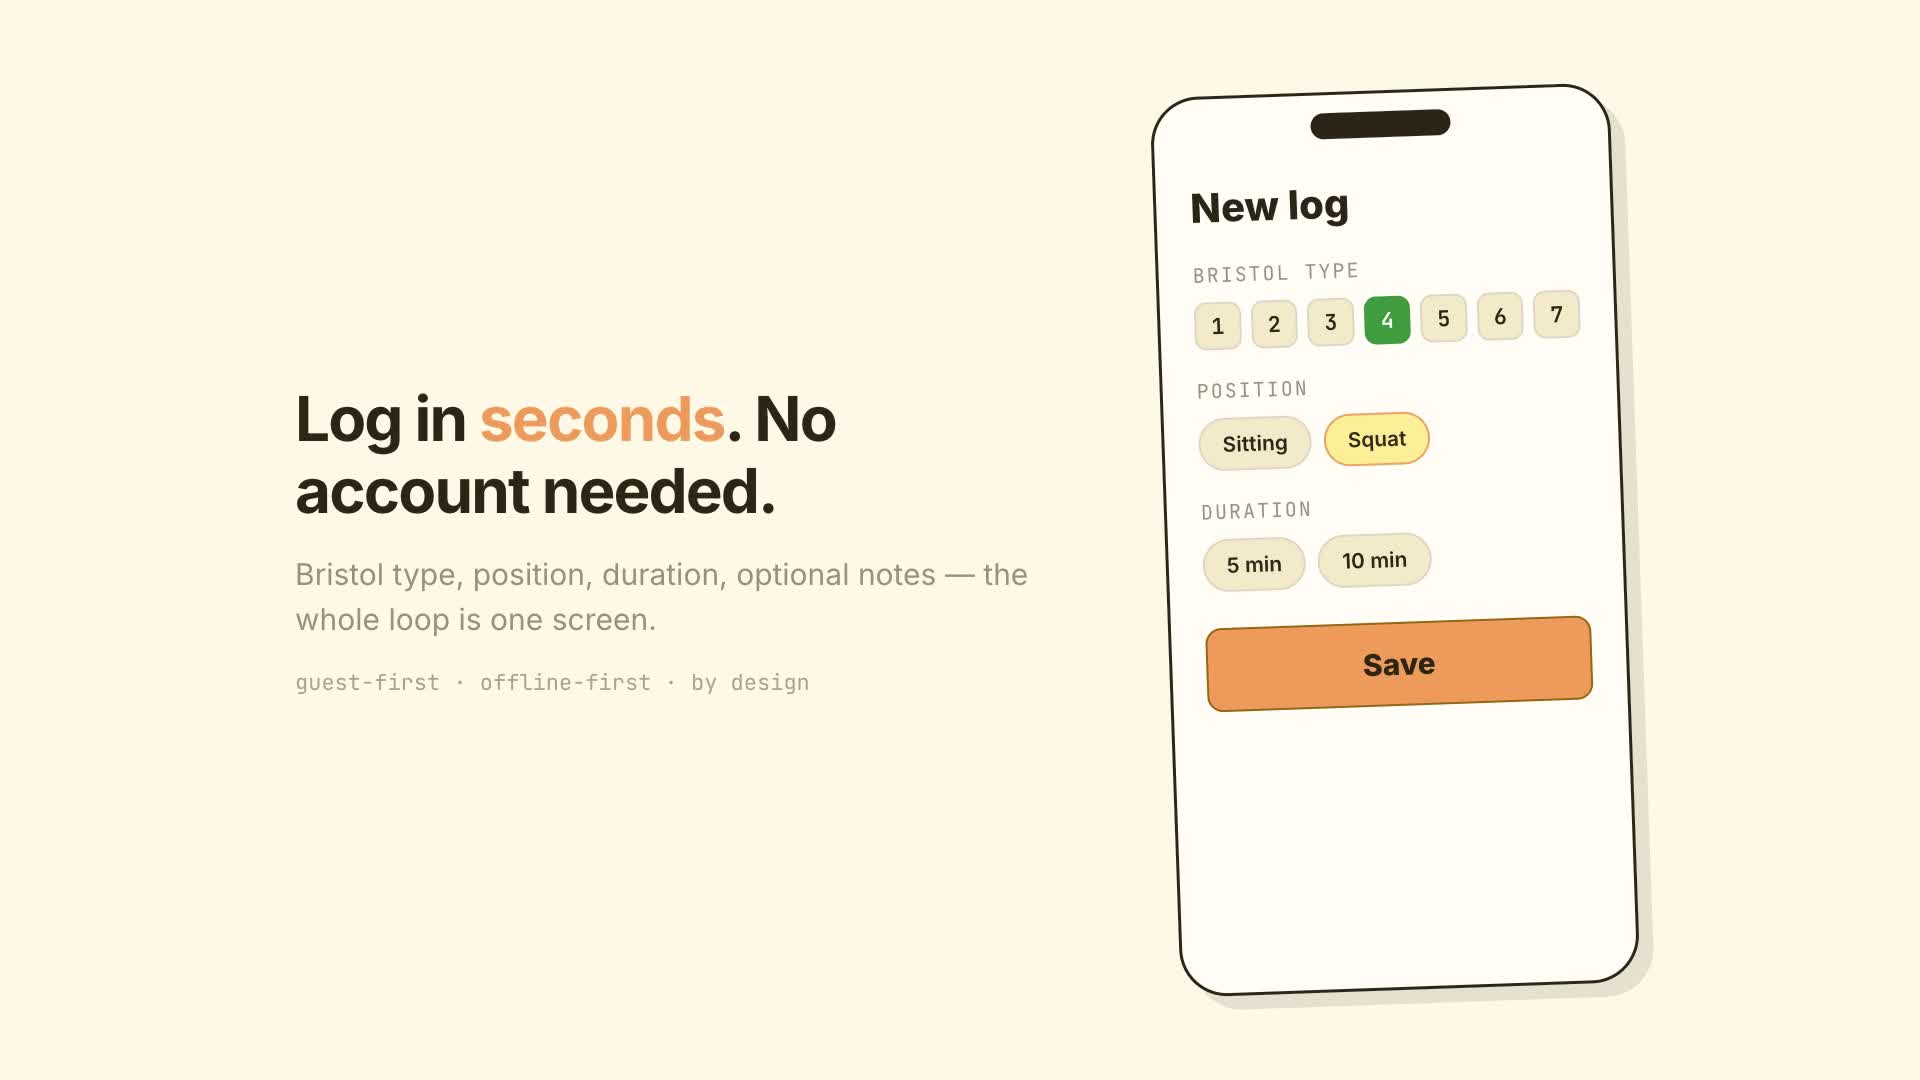 Log in seconds. No
account needed.
Bristol type, position, duration, optional notes — the
whole loop is one screen.
guest-first · offline-first · by design
New log
BRISTOL TYPE
1 2 3 4 5 6 7
POSITION
Sitting Squat
DURATION
5 min 10 min
Save